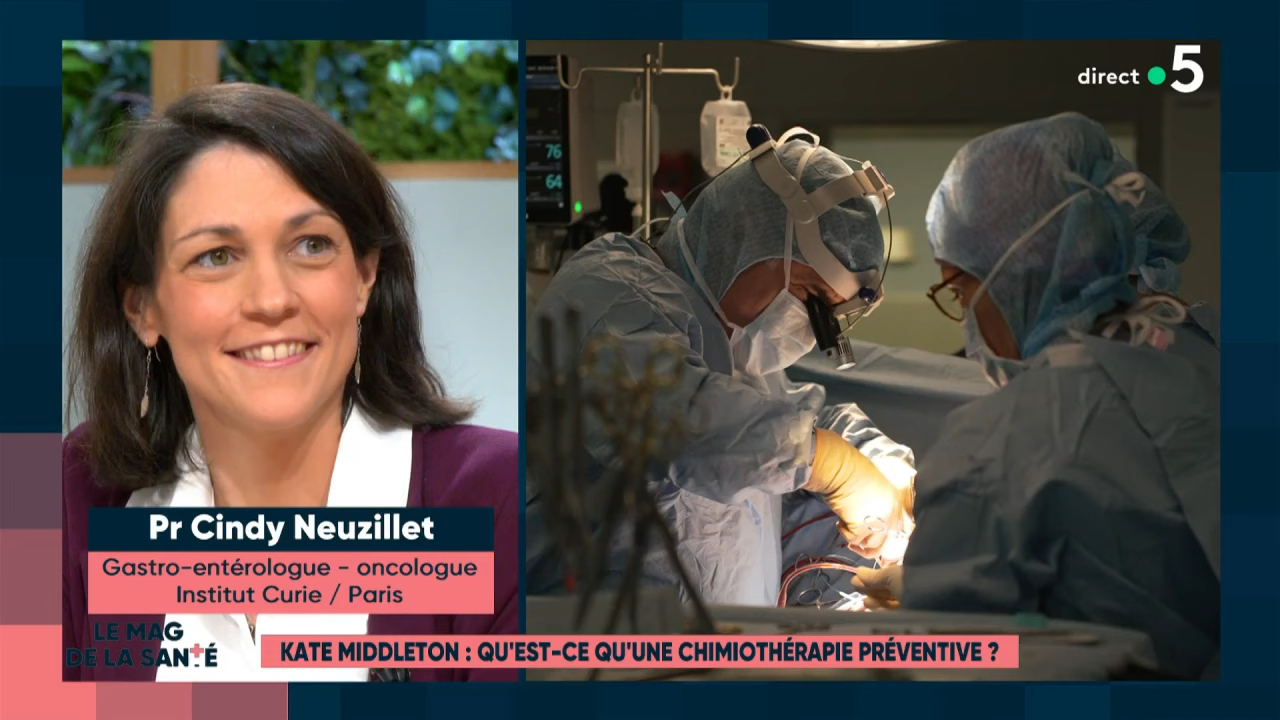 direct 5
76
64
Pr Cindy Neuzillet
Gastro-entérologue - oncologue
Institut Curie / Paris
LE MAG
DE LA SANTÉ
KATE MIDDLETON : QU'EST-CE QU'UNE CHIMIOTHÉRAPIE PRÉVENTIVE ?